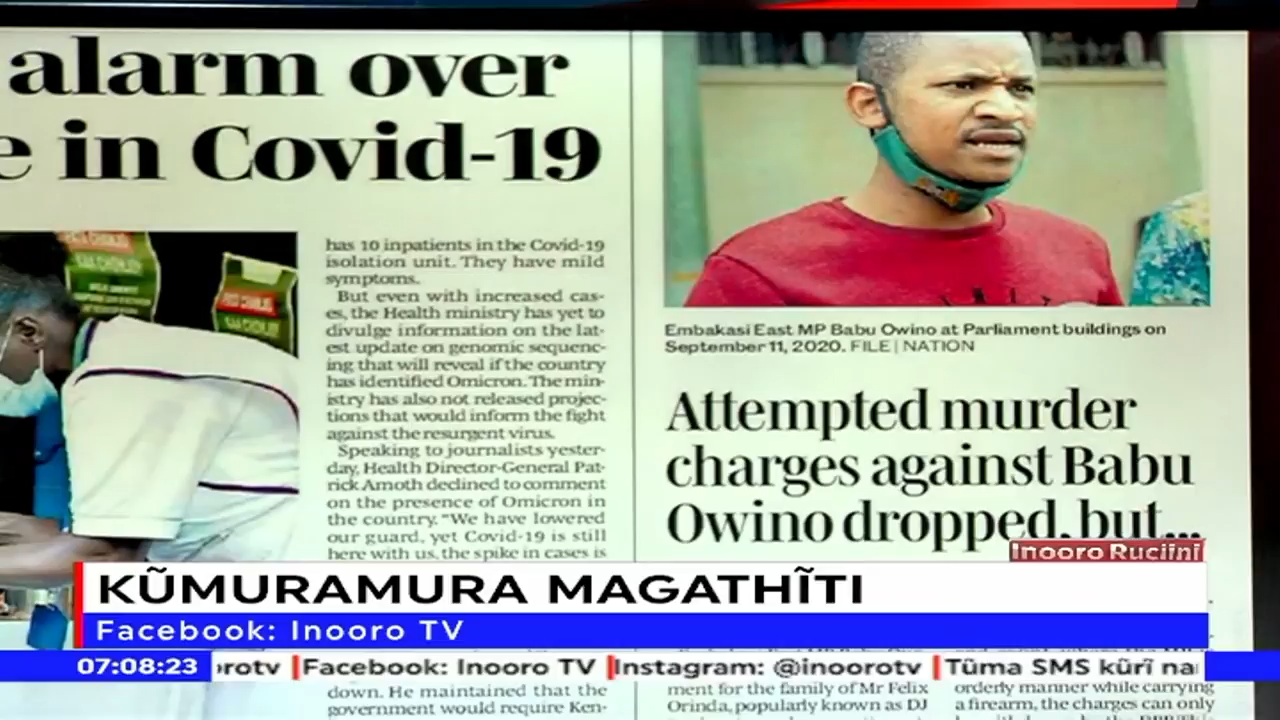 alarm over
e in Covid-19
has 10 inpatients in the Covid-19
isolation unit. They have mild
symptoms.
But even with increased cas-
es, the Health ministry has yet to
divulge information on the lat-
est update on genomic sequenc-
ing that will reveal if the country
has identified Omicron. The min-
istry has also not released projec-
tions that would inform the fight
against the resurgent virus.
Speaking to journalists yester-
day, Health Director-General Pat-
rick Amoth declined to comment
on the presence of Omicron in
the country. "We have lowered
our guard, yet Covid-19 is still
here with us, the spike in cases is
down. He maintained that the
government would require Ken-
Embakasi East MP Babu Owino at Parliament buildings on
September 11, 2020. FILE | NATION
Attempted murder
charges against Babu
Owino dropped, but...
ment for the family of Mr Felix
Orinda, popularly known as DJ
orderly manner while carrying
a firearm, the charges can only
Inooro Ruciinĩ
KŨMURAMURA MAGATHĨTI
Facebook: Inooro TV
07:08:23 orotv | Facebook: Inooro TV | Instagram: @inoorotv | Tũma SMS kũrĩ na